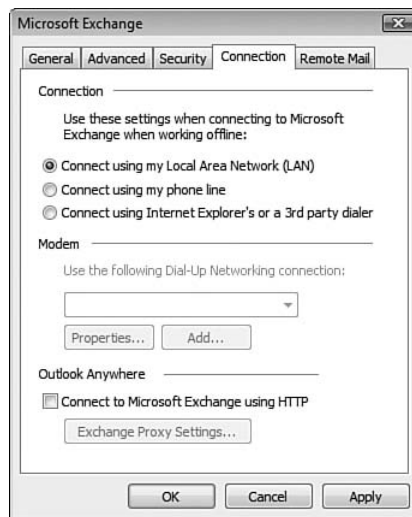 Microsoft Exchange
General Advanced Security Connection Remote Mail
Connection
Use these settings when connecting to Microsoft
Exchange when working offline:
Connect using my Local Area Network (LAN)
Connect using my phone line
Connect using Internet Explorer's or a 3rd party dialer
Modem
Use the following Dial-Up Networking connection:
Properties... Add...
Outlook Anywhere
Connect to Microsoft Exchange using HTTP
Exchange Proxy Settings...
OK Cancel Apply